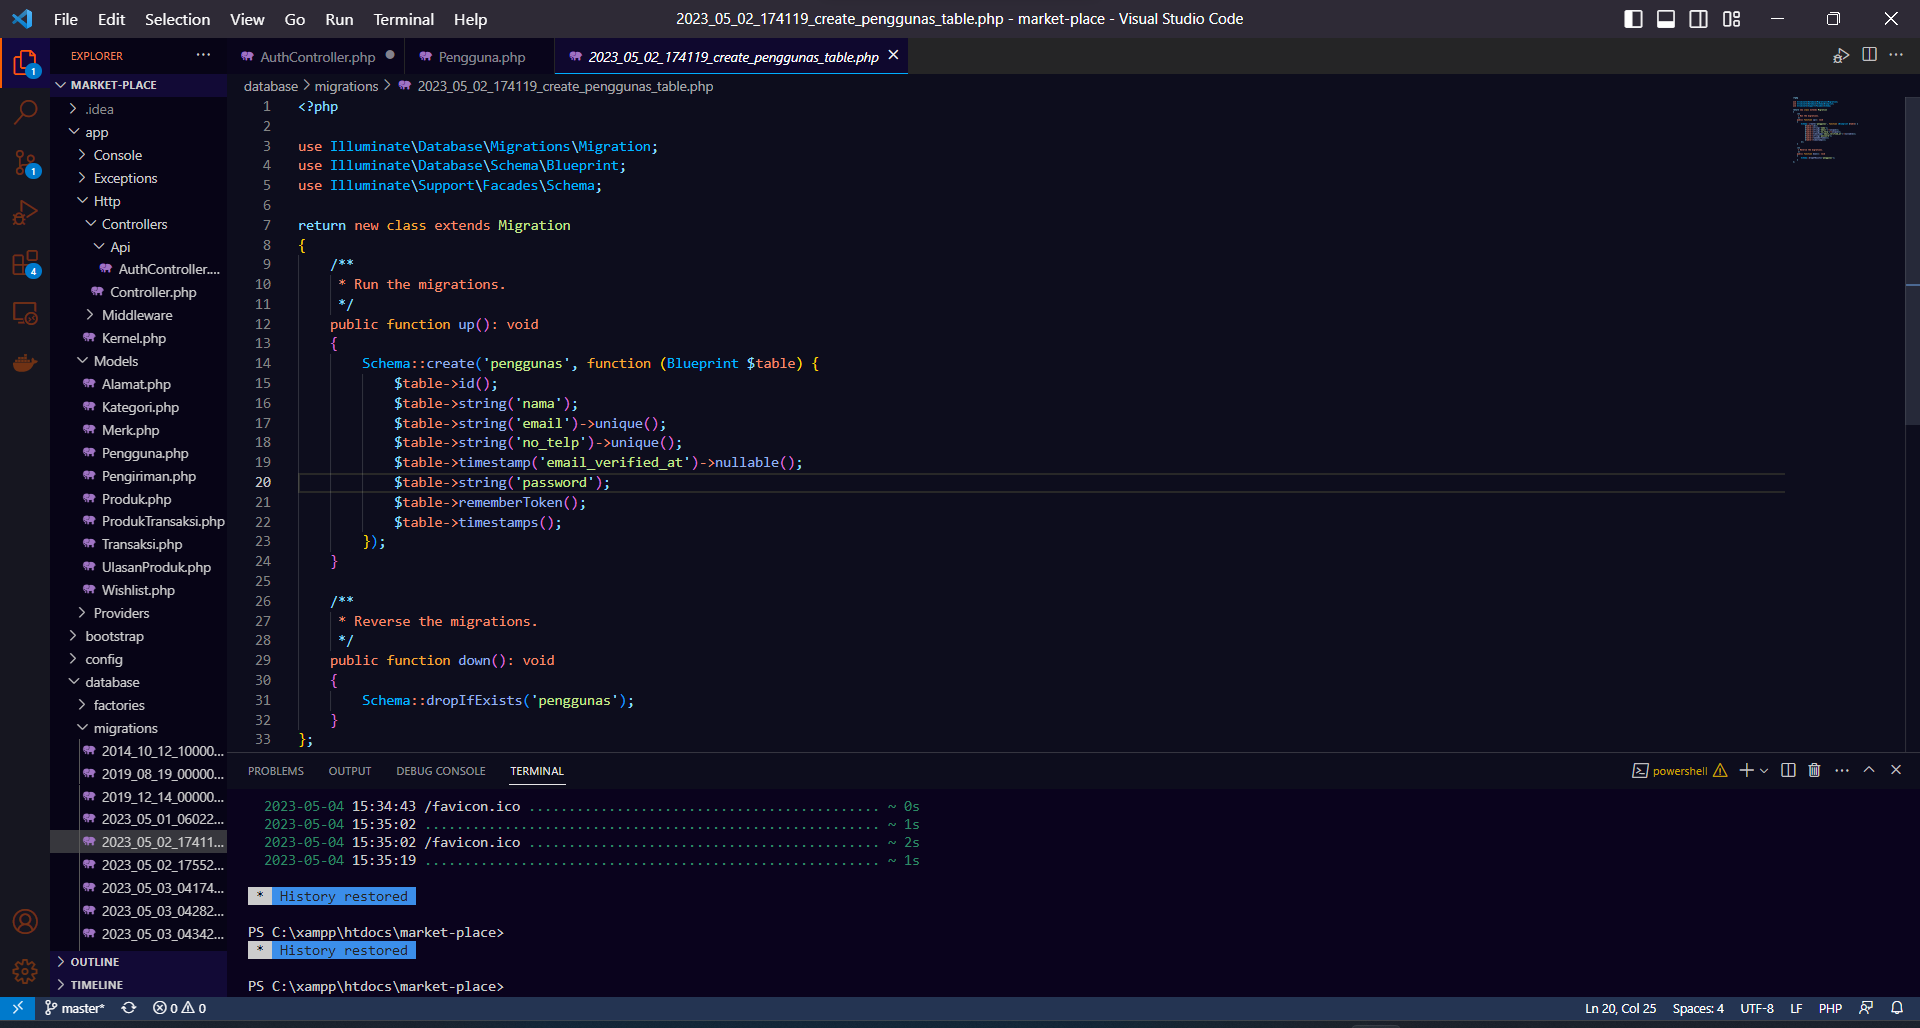 File Edit Selection View Go Run Terminal Help
2023_05_02_174119_create_penggunas_table.php - market-place - Visual Studio Code
EXPLORER
MARKET-PLACE
.idea
app
Console
Exceptions
Http
Controllers
Api
AuthController....
Controller.php
Middleware
Kernel.php
Models
Alamat.php
Kategori.php
Merk.php
Pengguna.php
Pengiriman.php
Produk.php
ProdukTransaksi.php
Transaksi.php
UlasanProduk.php
Wishlist.php
Providers
bootstrap
config
database
factories
migrations
2014_10_12_10000...
2019_08_19_00000...
2019_12_14_00000...
2023_05_01_06022...
2023_05_02_17411...
2023_05_02_17552...
2023_05_03_04174...
2023_05_03_04282...
2023_05_03_04342...
OUTLINE
TIMELINE
1
1
4
AuthController.php Pengguna.php 2023_05_02_174119_create_penggunas_table.php
database > migrations > 2023_05_02_174119_create_penggunas_table.php
1 <?php
2
3 use Illuminate\Database\Migrations\Migration;
4 use Illuminate\Database\Schema\Blueprint;
5 use Illuminate\Support\Facades\Schema;
6
7 return new class extends Migration
8 {
9 /**
10 * Run the migrations.
11 */
12 public function up(): void
13 {
14 Schema::create('penggunas', function (Blueprint $table) {
15 $table->id();
16 $table->string('nama');
17 $table->string('email')->unique();
18 $table->string('no_telp')->unique();
19 $table->timestamp('email_verified_at')->nullable();
20 $table->string('password');
21 $table->rememberToken();
22 $table->timestamps();
23 });
24 }
25
26 /**
27 * Reverse the migrations.
28 */
29 public function down(): void
30 {
31 Schema::dropIfExists('penggunas');
32 }
33 };
PROBLEMS OUTPUT DEBUG CONSOLE TERMINAL
powershell
2023-05-04 15:34:43 /favicon.ico ............................................ ~ 0s
2023-05-04 15:35:02 ......................................................... ~ 1s
2023-05-04 15:35:02 /favicon.ico ............................................ ~ 2s
2023-05-04 15:35:19 ......................................................... ~ 1s
* History restored
PS C:\xampp\htdocs\market-place>
* History restored
PS C:\xampp\htdocs\market-place>
master* 0 0
Ln 20, Col 25 Spaces: 4 UTF-8 LF PHP